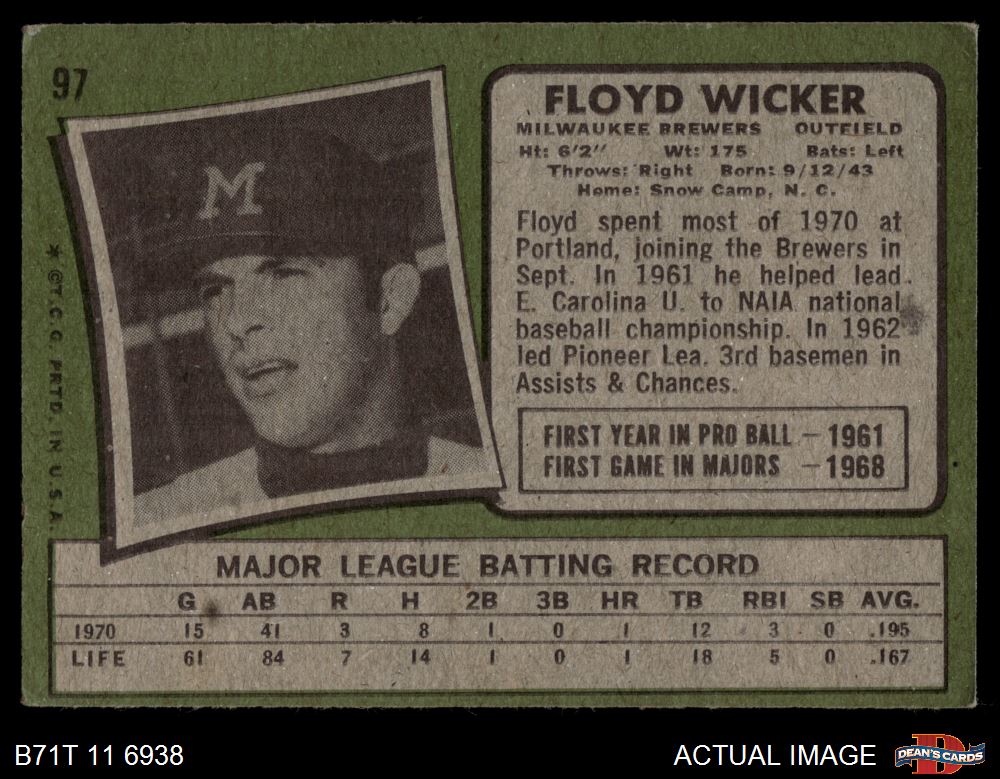 97
M
* ©T.C.G. PRTD. IN U.S.A.
FLOYD WICKER
MILWAUKEE BREWERS OUTFIELD
Ht: 6'2" Wt: 175 Bats: Left
Throws: Right Born: 9/12/43
Home: Snow Camp, N. C.
Floyd spent most of 1970 at
Portland, joining the Brewers in
Sept. In 1961 he helped lead
E. Carolina U. to NAIA national
baseball championship. In 1962
led Pioneer Lea. 3rd basemen in
Assists & Chances.
FIRST YEAR IN PRO BALL — 1961
FIRST GAME IN MAJORS — 1968
MAJOR LEAGUE BATTING RECORD
G AB R H 2B 3B HR TB RBI SB AVG.
1970 15 41 3 8 1 0 1 12 3 0 .195
LIFE 61 84 7 14 1 0 1 18 5 0 .167
B71T 11 6938 ACTUAL IMAGE DEAN'S CARDS